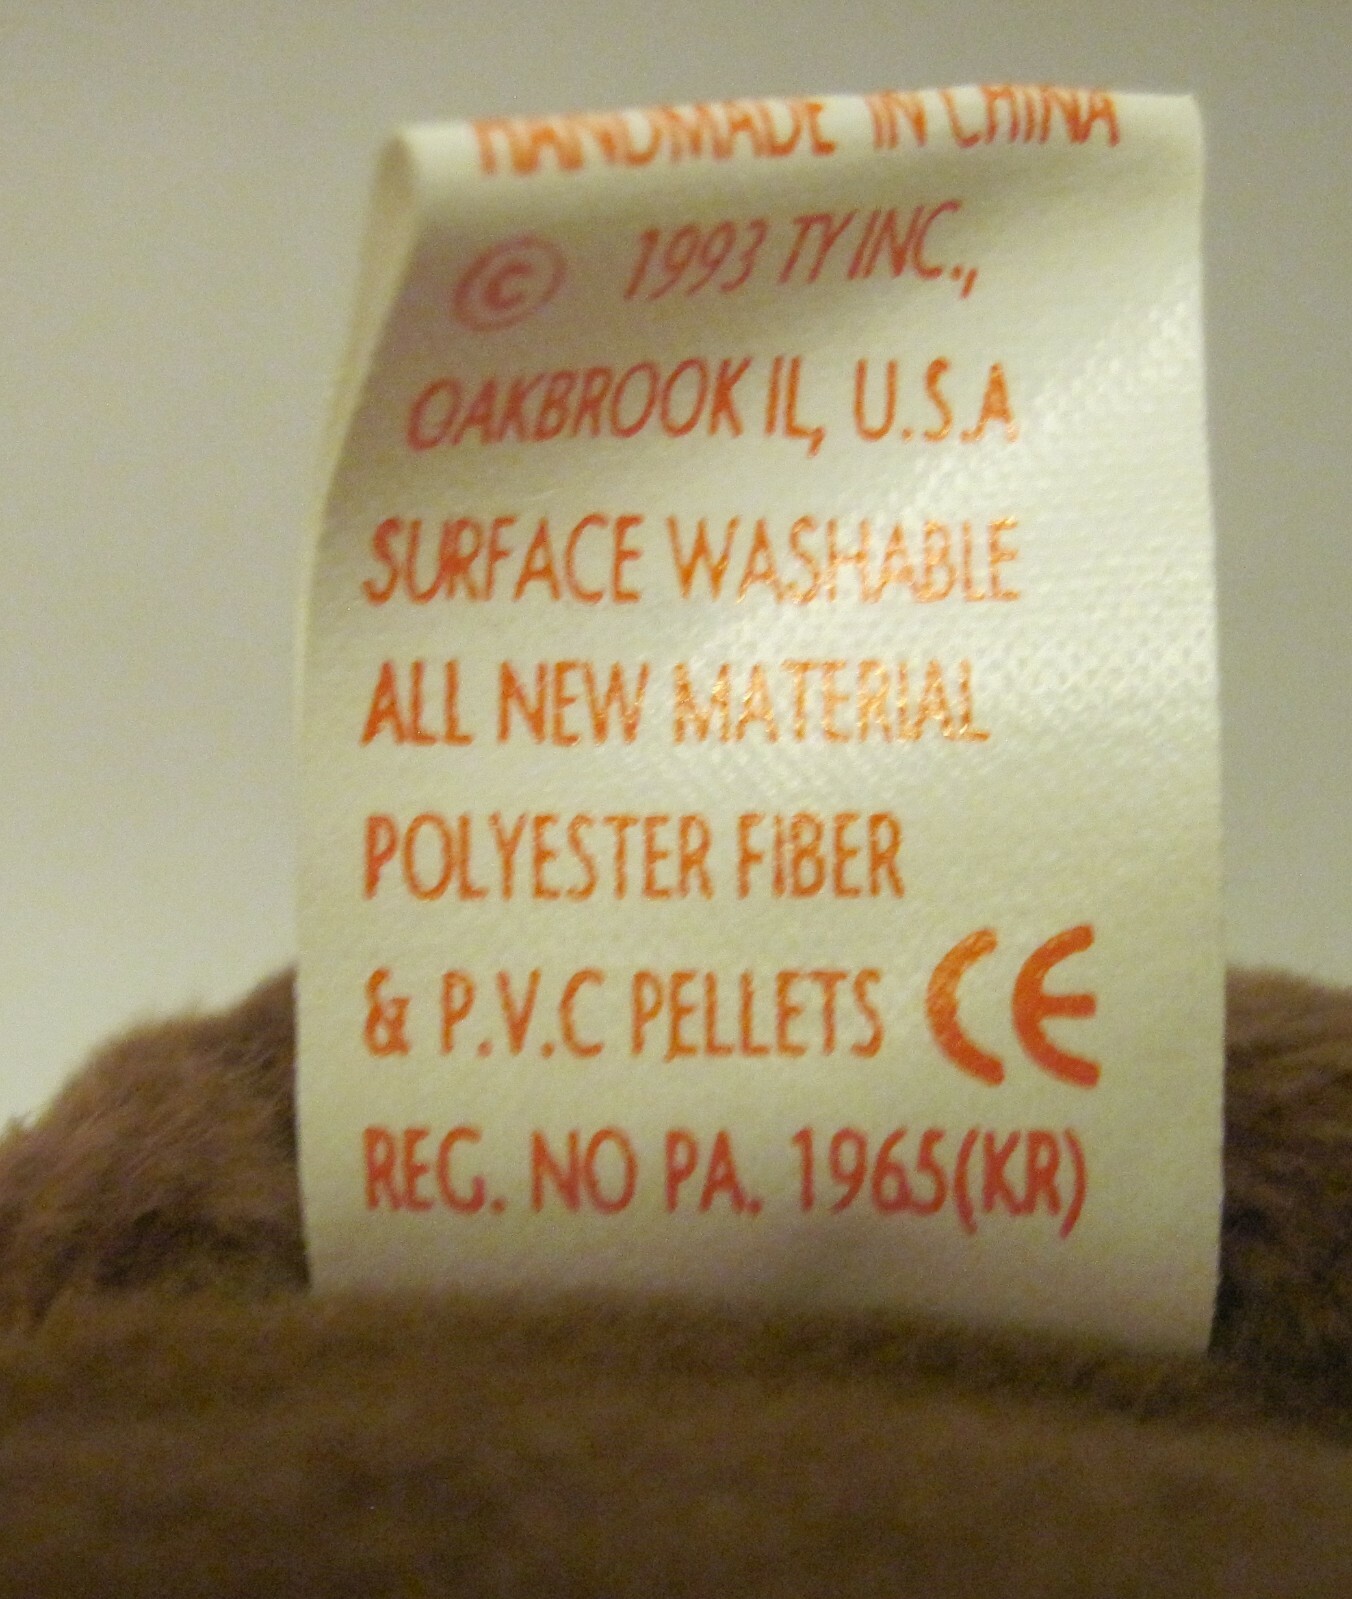 HANDMADE IN CHINA
© 1993 TY INC.,
OAKBROOK IL, U.S.A
SURFACE WASHABLE
ALL NEW MATERIAL
POLYESTER FIBER
& P.V.C PELLETS CE
REG. NO PA. 1965(KR)